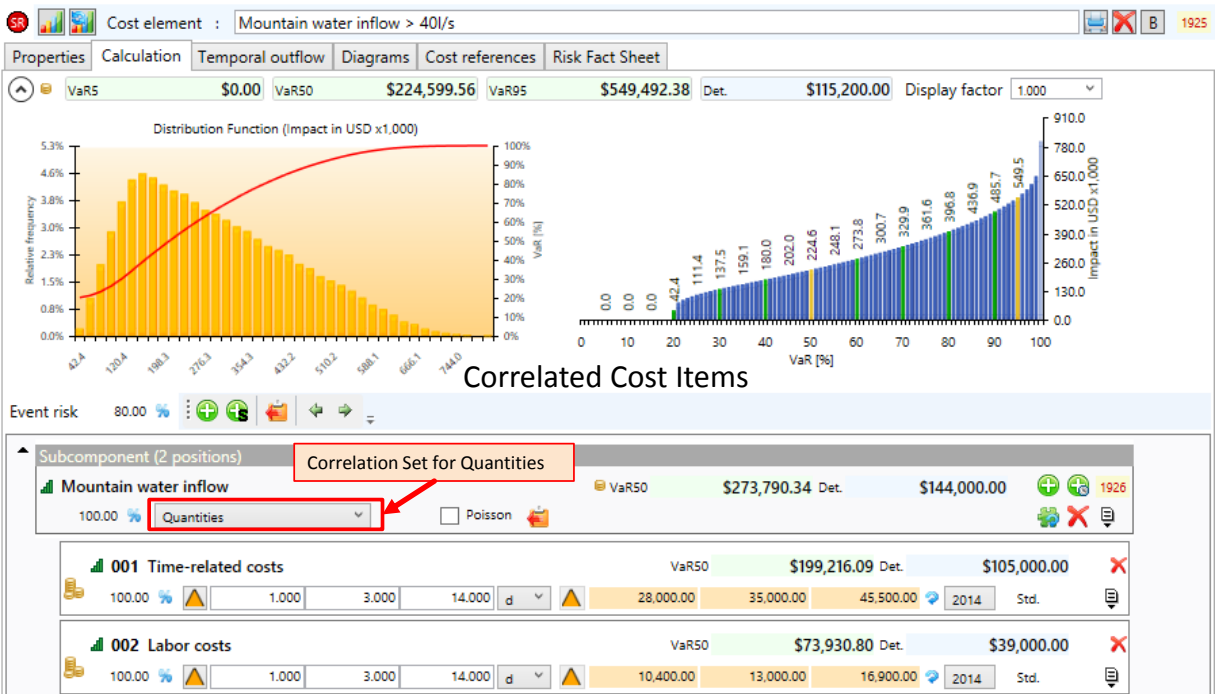 SR Cost element : Mountain water inflow > 40l/s B 1925
Properties Calculation Temporal outflow Diagrams Cost references Risk Fact Sheet
VaR5 $0.00 VaR50 $224,599.56 VaR95 $549,492.38 Det. $115,200.00 Display factor 1.000
Distribution Function (Impact in USD x1,000)
5.3%
4.6%
3.8%
3.0%
2.3%
1.5%
0.8%
0.0%
Relative frequency
100%
90%
80%
70%
60%
50%
40%
30%
20%
10%
0%
VaR [%]
42.4 120.4 198.3 276.3 354.3 432.2 510.2 588.1 666.1 744.0
0.0 0.0 0.0 42.4 111.4 137.5 159.1 180.0 202.0 224.6 248.1 273.8 300.7 329.9 361.6 396.8 436.9 485.7 549.5
910.0
780.0
650.0
520.0
390.0
260.0
130.0
0.0
Impact in USD x1,000
0 10 20 30 40 50 60 70 80 90 100
VaR [%]
Correlated Cost Items
Event risk 80.00 % S
Subcomponent (2 positions)
Correlation Set for Quantities
Mountain water inflow VaR50 $273,790.34 Det. $144,000.00 1926
100.00 % Quantities Poisson
001 Time-related costs VaR50 $199,216.09 Det. $105,000.00
100.00 % 1.000 3.000 14.000 d 28,000.00 35,000.00 45,500.00 2014 Std.
002 Labor costs VaR50 $73,930.80 Det. $39,000.00
100.00 % 1.000 3.000 14.000 d 10,400.00 13,000.00 16,900.00 2014 Std.